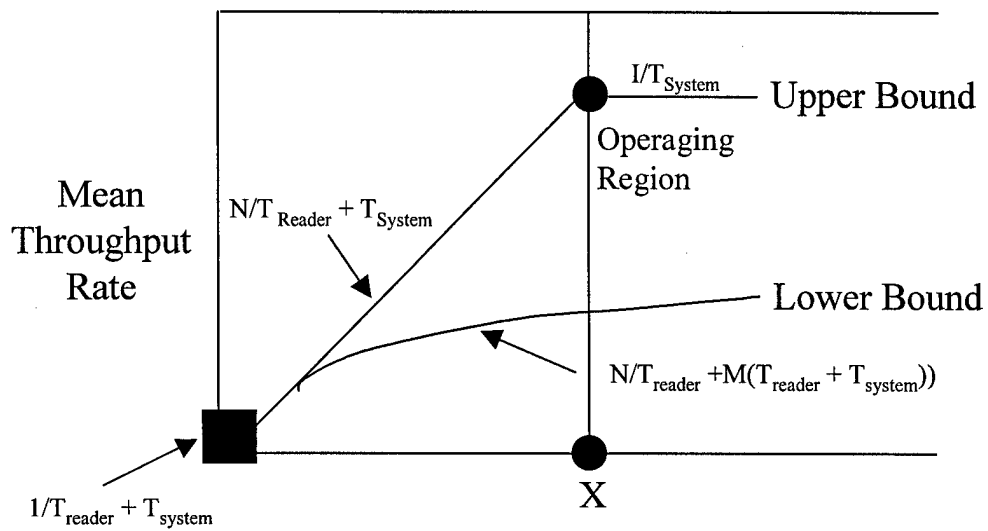 I/T_System
Upper Bound
Operaging
Region
Mean
Throughput
Rate
N/T_Reader + T_System
Lower Bound
N/T_reader +M(T_reader + T_system))
X
1/T_reader + T_system